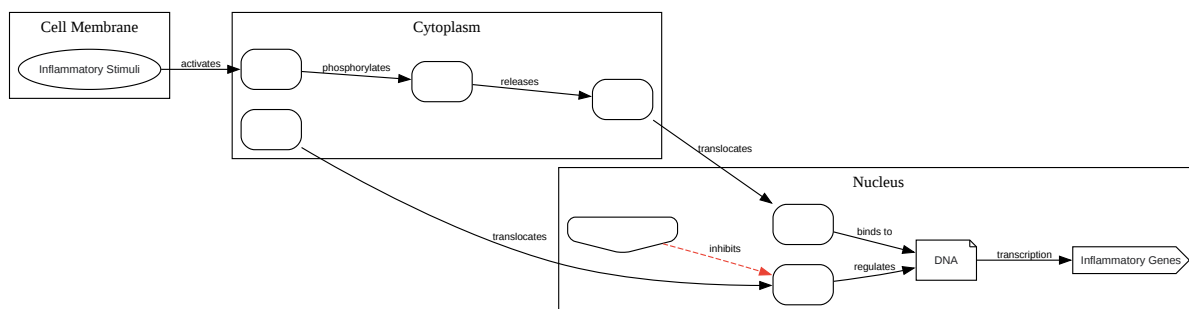 Cell Membrane
Inflammatory Stimuli
activates
Cytoplasm
phosphorylates
releases
translocates
translocates
Nucleus
inhibits
binds to
regulates
DNA
transcription
Inflammatory Genes